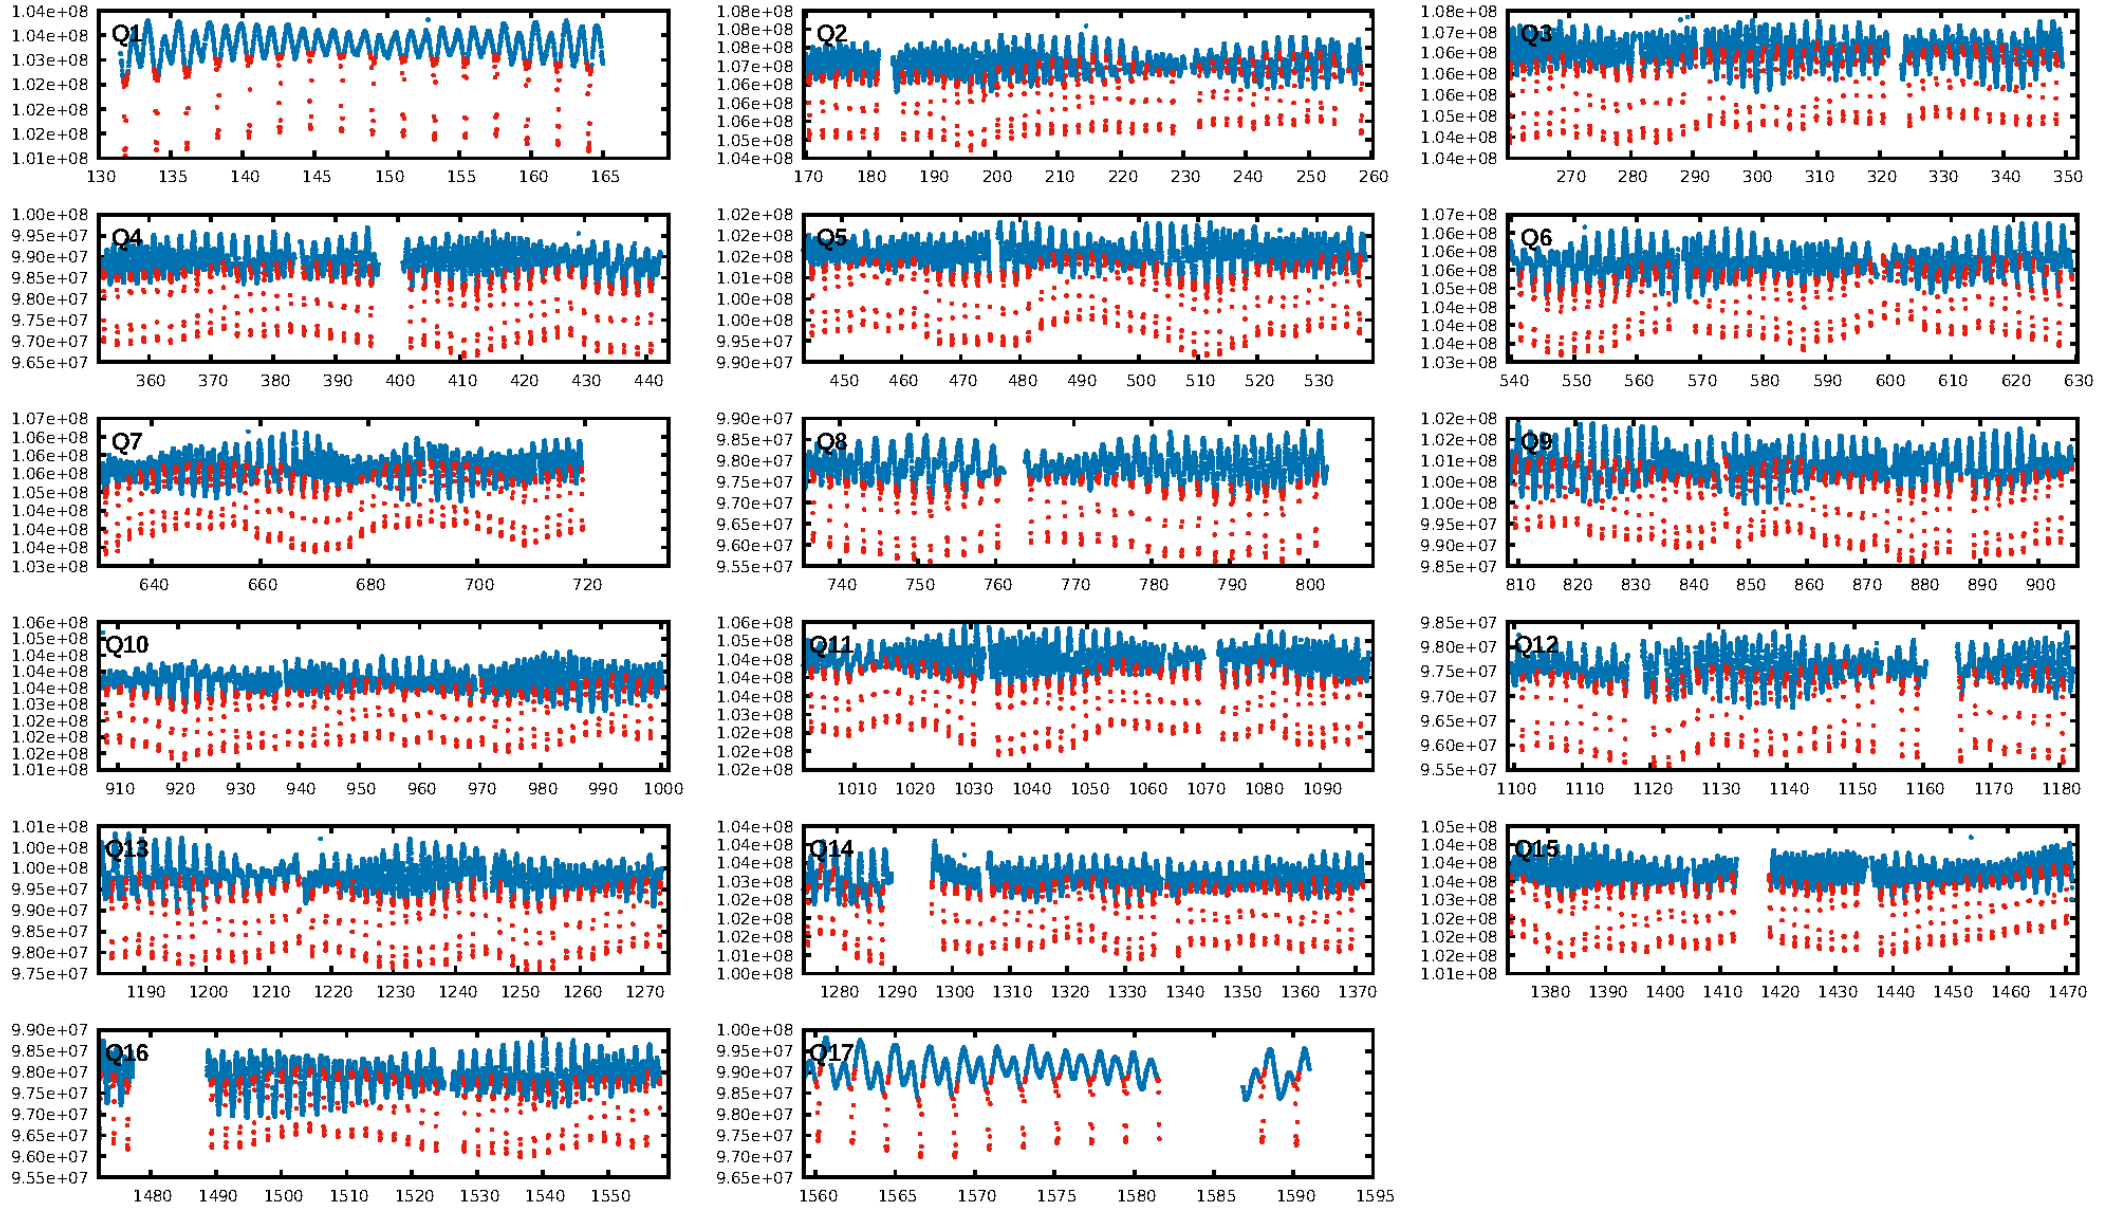 Q1
1.04e+08
1.04e+08
1.03e+08
1.02e+08
1.02e+08
1.02e+08
1.01e+08
130 135 140 145 150 155 160 165
Q2
1.08e+08
1.08e+08
1.08e+08
1.07e+08
1.06e+08
1.06e+08
1.06e+08
1.05e+08
1.04e+08
170 180 190 200 210 220 230 240 250 260
Q3
1.08e+08
1.07e+08
1.06e+08
1.06e+08
1.06e+08
1.05e+08
1.04e+08
1.04e+08
270 280 290 300 310 320 330 340 350
Q4
1.00e+08
9.95e+07
9.90e+07
9.85e+07
9.80e+07
9.75e+07
9.70e+07
9.65e+07
360 370 380 390 400 410 420 430 440
Q5
1.02e+08
1.02e+08
1.02e+08
1.01e+08
1.00e+08
1.00e+08
9.95e+07
9.90e+07
450 460 470 480 490 500 510 520 530
Q6
1.07e+08
1.06e+08
1.06e+08
1.06e+08
1.05e+08
1.04e+08
1.04e+08
1.04e+08
1.03e+08
540 550 560 570 580 590 600 610 620 630
Q7
1.07e+08
1.06e+08
1.06e+08
1.06e+08
1.05e+08
1.04e+08
1.04e+08
1.04e+08
1.03e+08
640 660 680 700 720
Q8
9.90e+07
9.85e+07
9.80e+07
9.75e+07
9.70e+07
9.65e+07
9.60e+07
9.55e+07
740 750 760 770 780 790 800
Q9
1.02e+08
1.02e+08
1.01e+08
1.00e+08
1.00e+08
9.95e+07
9.90e+07
9.85e+07
810 820 830 840 850 860 870 880 890 900
Q10
1.06e+08
1.05e+08
1.04e+08
1.04e+08
1.04e+08
1.03e+08
1.02e+08
1.02e+08
1.02e+08
1.01e+08
910 920 930 940 950 960 970 980 990 1000
Q11
1.06e+08
1.05e+08
1.04e+08
1.04e+08
1.04e+08
1.03e+08
1.02e+08
1.02e+08
1.02e+08
1010 1020 1030 1040 1050 1060 1070 1080 1090
Q12
9.85e+07
9.80e+07
9.75e+07
9.70e+07
9.65e+07
9.60e+07
9.55e+07
1100 1110 1120 1130 1140 1150 1160 1170 1180
Q13
1.01e+08
1.00e+08
1.00e+08
9.95e+07
9.90e+07
9.85e+07
9.80e+07
9.75e+07
1190 1200 1210 1220 1230 1240 1250 1260 1270
Q14
1.04e+08
1.04e+08
1.04e+08
1.03e+08
1.02e+08
1.02e+08
1.02e+08
1.01e+08
1.00e+08
1280 1290 1300 1310 1320 1330 1340 1350 1360 1370
Q15
1.05e+08
1.04e+08
1.04e+08
1.04e+08
1.03e+08
1.02e+08
1.02e+08
1.02e+08
1.01e+08
1380 1390 1400 1410 1420 1430 1440 1450 1460 1470
Q16
9.90e+07
9.85e+07
9.80e+07
9.75e+07
9.70e+07
9.65e+07
9.60e+07
9.55e+07
1480 1490 1500 1510 1520 1530 1540 1550
Q17
1.00e+08
9.95e+07
9.90e+07
9.85e+07
9.80e+07
9.75e+07
9.70e+07
9.65e+07
1560 1565 1570 1575 1580 1585 1590 1595